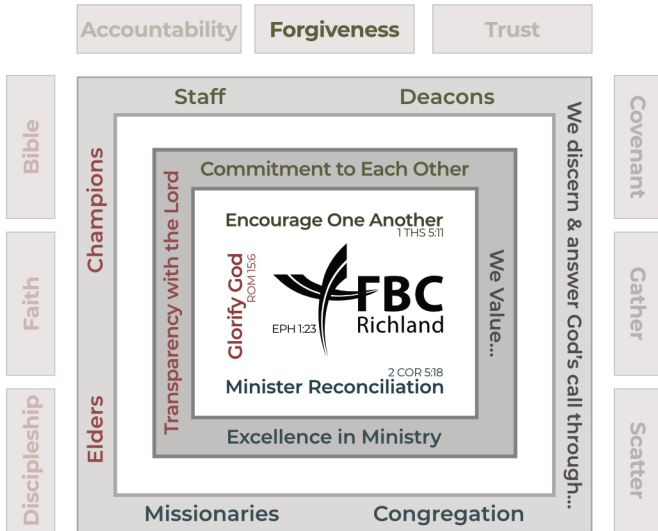 Accountability
Forgiveness
Trust
Bible
Faith
Discipleship
Staff
Deacons
Champions
Elders
We discern & answer God's call through...
Missionaries
Congregation
Commitment to Each Other
Transparency with the Lord
We Value...
Excellence in Ministry
Encourage One Another
1 THS 5:11
Glorify God
ROM 15:6
FBC
Richland
EPH 1:23
2 COR 5:18
Minister Reconciliation
Covenant
Gather
Scatter